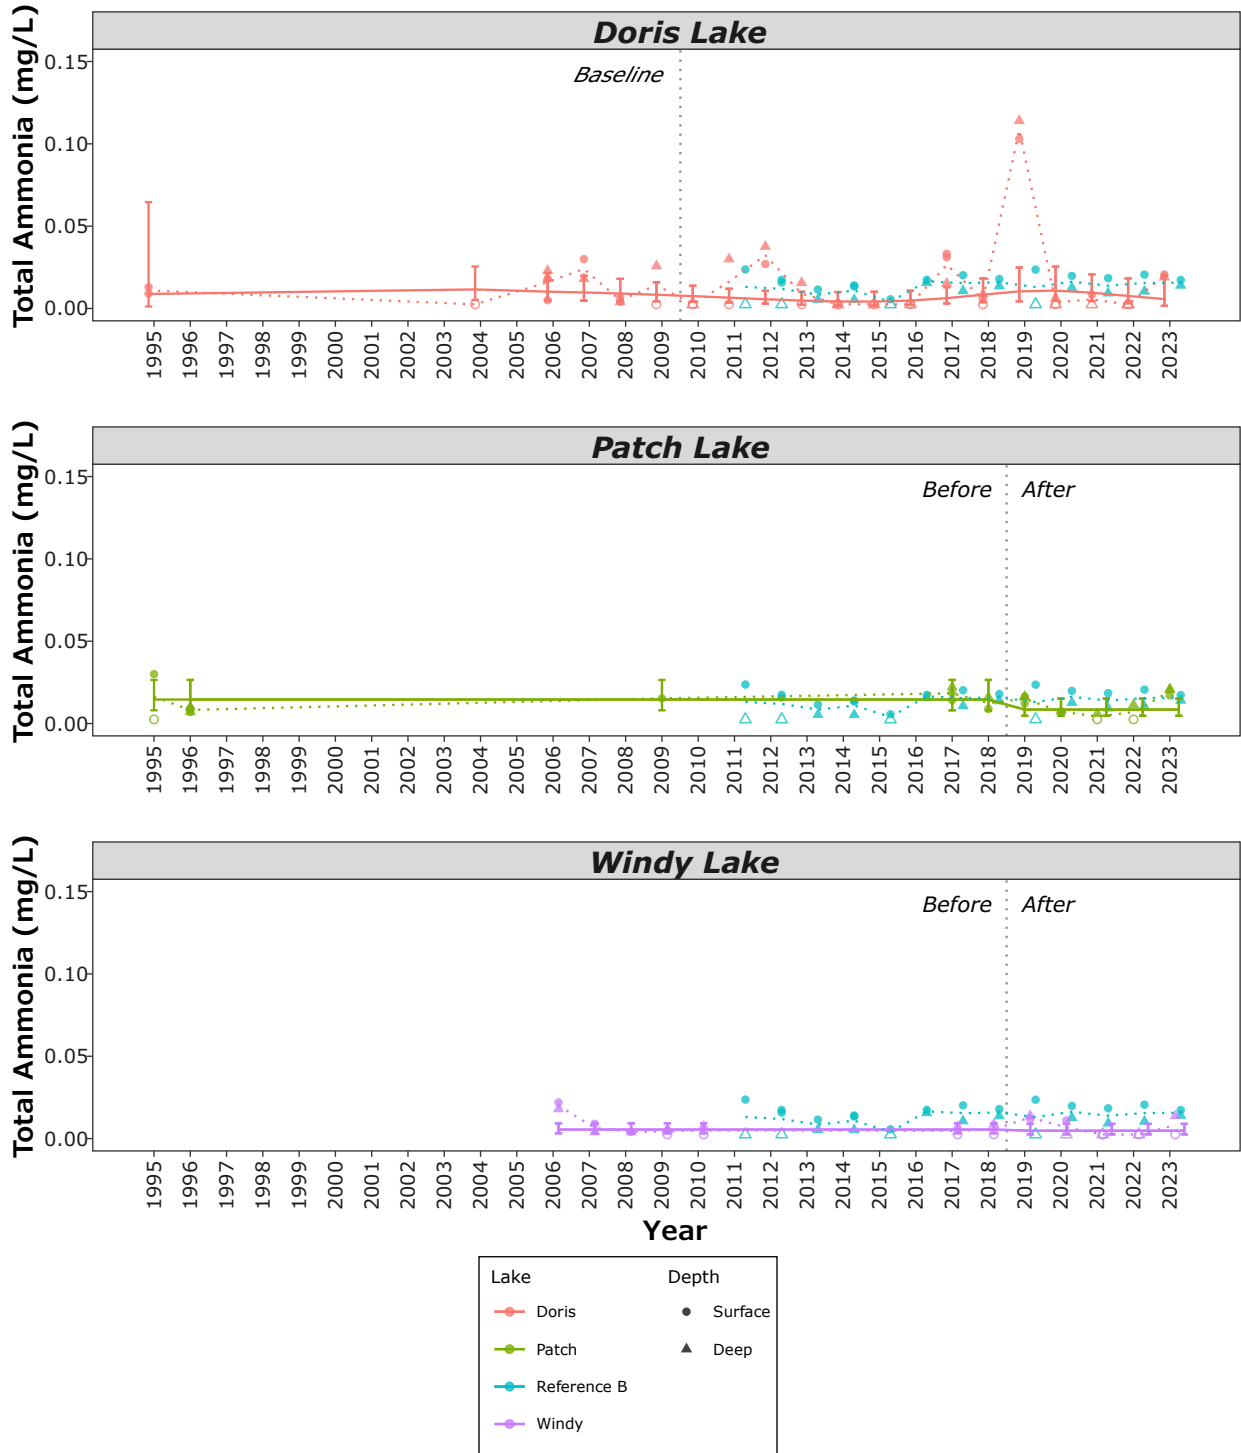 Doris Lake
Total Ammonia (mg/L)
0.15
0.10
0.05
0.00
Baseline
1995 1996 1997 1998 1999 2000 2001 2002 2003 2004 2005 2006 2007 2008 2009 2010 2011 2012 2013 2014 2015 2016 2017 2018 2019 2020 2021 2022 2023
Patch Lake
Total Ammonia (mg/L)
0.15
0.10
0.05
0.00
Before After
1995 1996 1997 1998 1999 2000 2001 2002 2003 2004 2005 2006 2007 2008 2009 2010 2011 2012 2013 2014 2015 2016 2017 2018 2019 2020 2021 2022 2023
Windy Lake
Total Ammonia (mg/L)
0.15
0.10
0.05
0.00
Before After
1995 1996 1997 1998 1999 2000 2001 2002 2003 2004 2005 2006 2007 2008 2009 2010 2011 2012 2013 2014 2015 2016 2017 2018 2019 2020 2021 2022 2023
Year
Lake Depth
Doris Surface
Patch Deep
Reference B
Windy